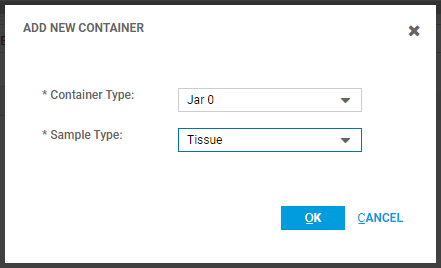 ADD NEW CONTAINER
* Container Type: Jar 0
* Sample Type: Tissue
OK CANCEL